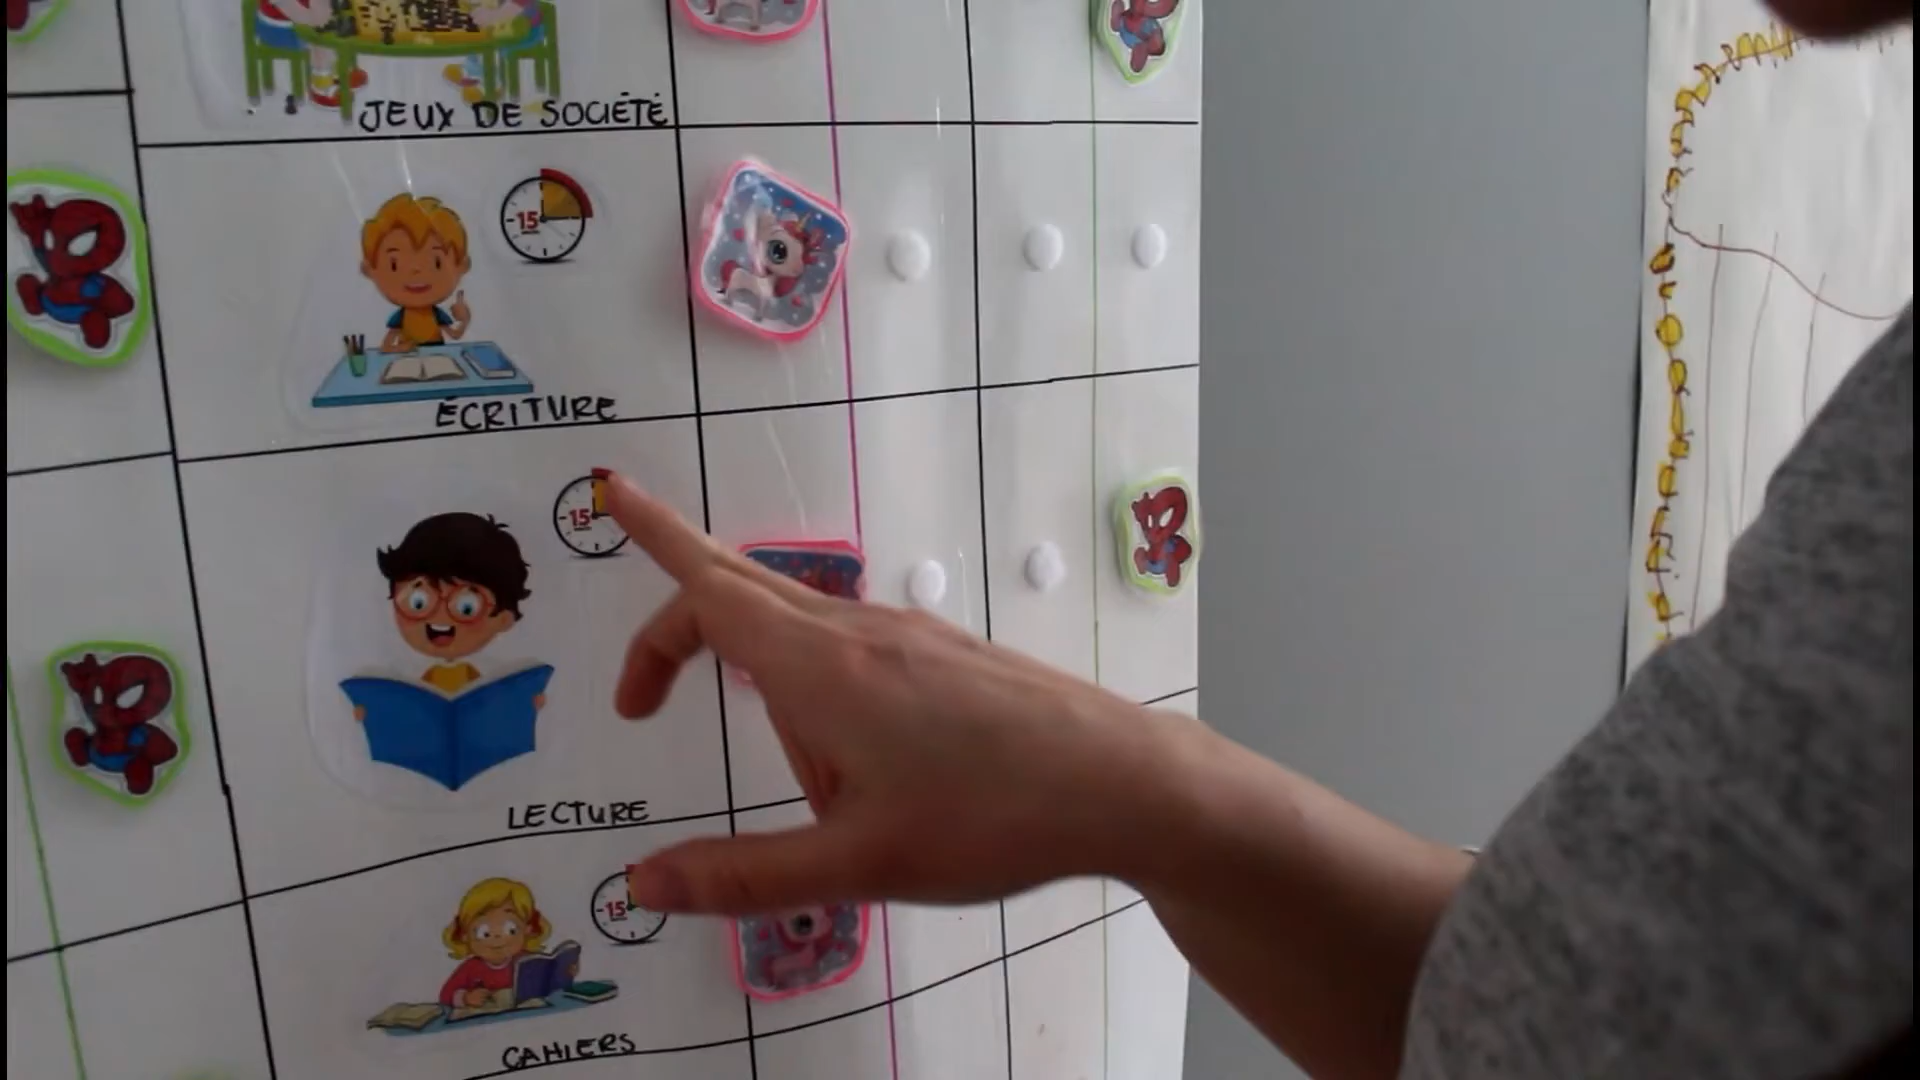 JEUX DE SOCIÉTÉ
15
ÉCRITURE
15
LECTURE
15
CAHIERS